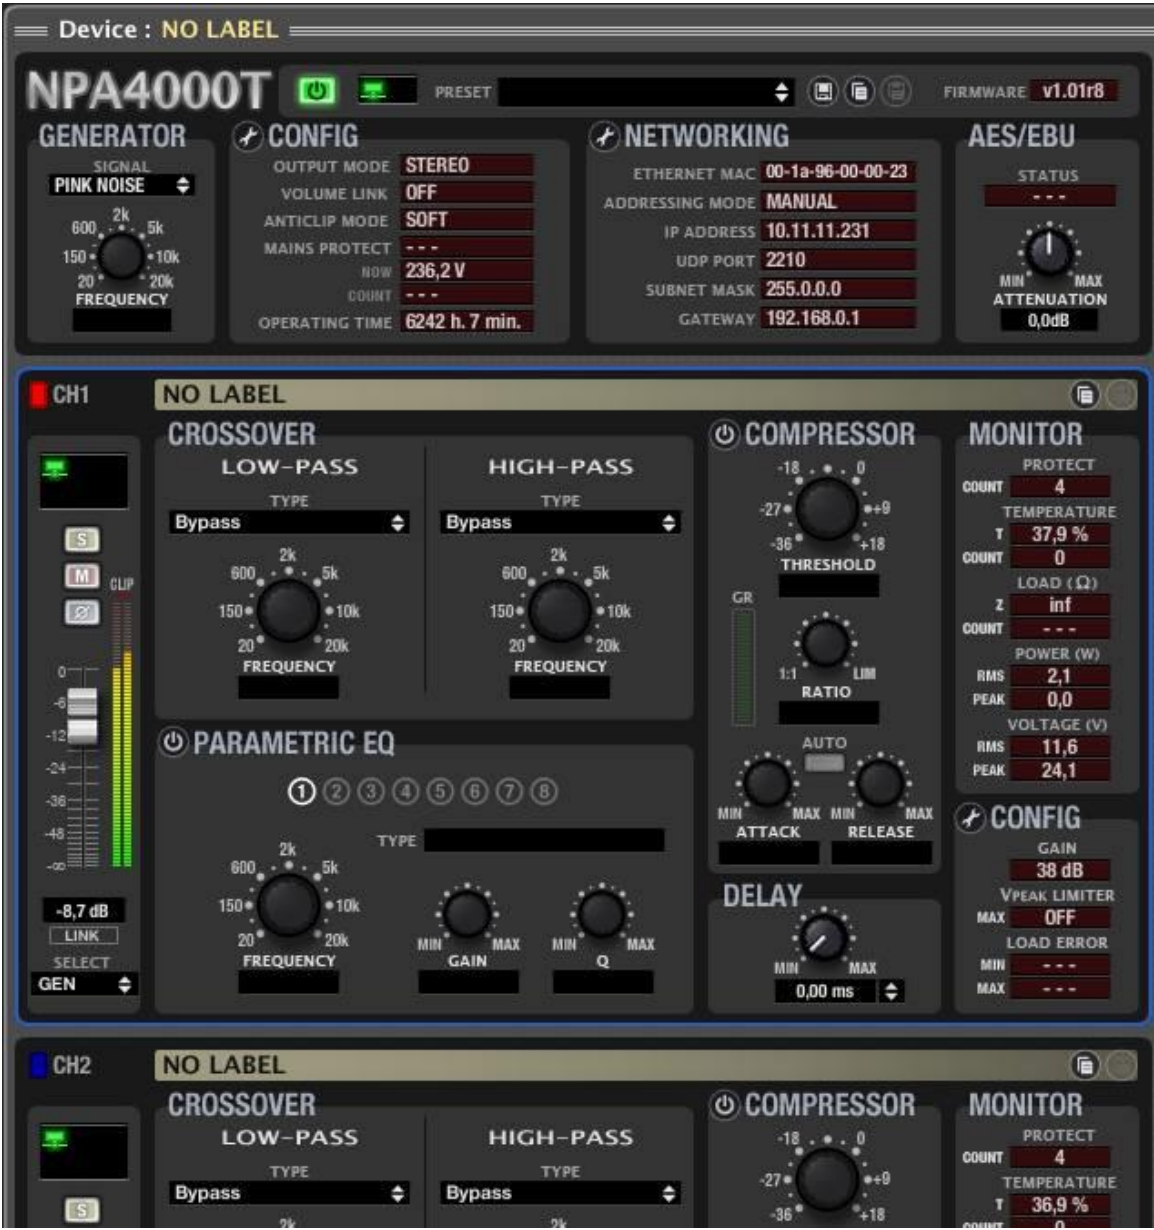 Device : NO LABEL
NPA4000T
PRESET
FIRMWARE v1.01r8
GENERATOR
SIGNAL
PINK NOISE
2k
600 5k
150 10k
20 20k
FREQUENCY
CONFIG
OUTPUT MODE STEREO
VOLUME LINK OFF
ANTICLIP MODE SOFT
MAINS PROTECT - - -
NOW 236,2 V
COUNT - - -
OPERATING TIME 6242 h. 7 min.
NETWORKING
ETHERNET MAC 00-1a-96-00-00-23
ADDRESSING MODE MANUAL
IP ADDRESS 10.11.11.231
UDP PORT 2210
SUBNET MASK 255.0.0.0
GATEWAY 192.168.0.1
AES/EBU
STATUS
- - -
MIN MAX
ATTENUATION
0,0dB
CH1 NO LABEL
S
M
Ø
CLIP
0
-6
-12
-24
-36
-48
-∞
-8,7 dB
LINK
SELECT
GEN
CROSSOVER
LOW-PASS
TYPE
Bypass
2k
600 5k
150 10k
20 20k
FREQUENCY
HIGH-PASS
TYPE
Bypass
2k
600 5k
150 10k
20 20k
FREQUENCY
PARAMETRIC EQ
1 2 3 4 5 6 7 8
TYPE
2k
600 5k
150 10k
20 20k
FREQUENCY
MIN MAX
GAIN
MIN MAX
Q
COMPRESSOR
-18 0
-27 +9
-36 +18
THRESHOLD
GR
1:1 LIM
RATIO
AUTO
MIN MAX MIN MAX
ATTACK RELEASE
DELAY
MIN MAX
0,00 ms
MONITOR
PROTECT
COUNT 4
TEMPERATURE
T 37,9 %
COUNT 0
LOAD (Ω)
Z inf
COUNT - - -
POWER (W)
RMS 2,1
PEAK 0,0
VOLTAGE (V)
RMS 11,6
PEAK 24,1
CONFIG
GAIN
38 dB
VPEAK LIMITER
MAX OFF
LOAD ERROR
MIN - - -
MAX - - -
CH2 NO LABEL
S
CROSSOVER
LOW-PASS
TYPE
Bypass
2k
HIGH-PASS
TYPE
Bypass
2k
COMPRESSOR
-18 0
-27 +9
-36 +18
MONITOR
PROTECT
COUNT 4
TEMPERATURE
T 36,9 %
COUNT 0